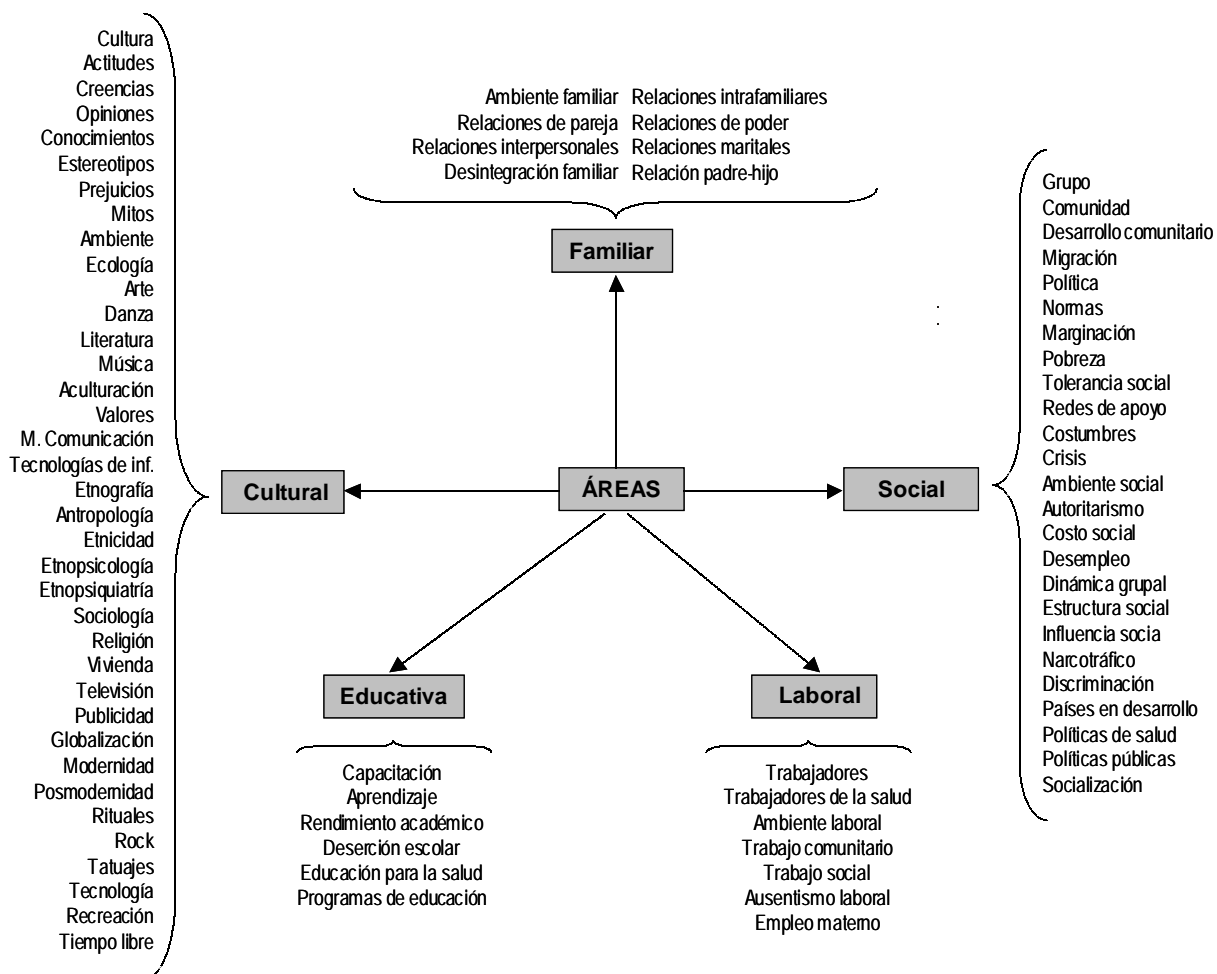 Cultura
Actitudes
Creencias
Opiniones
Conocimientos
Estereotipos
Prejuicios
Mitos
Ambiente
Ecología
Arte
Danza
Literatura
Música
Aculturación
Valores
M. Comunicación
Tecnologías de inf.
Etnografía
Antropología
Etnicidad
Etnopsicología
Etnopsiquiatría
Sociología
Religión
Vivienda
Televisión
Publicidad
Globalización
Modernidad
Posmodernidad
Rituales
Rock
Tatuajes
Tecnología
Recreación
Tiempo libre
Cultural
Ambiente familiar Relaciones intrafamiliares
Relaciones de pareja Relaciones de poder
Relaciones interpersonales Relaciones maritales
Desintegración familiar Relación padre-hijo
Familiar
ÁREAS
Social
Grupo
Comunidad
Desarrollo comunitario
Migración
Política
Normas
Marginación
Pobreza
Tolerancia social
Redes de apoyo
Costumbres
Crisis
Ambiente social
Autoritarismo
Costo social
Desempleo
Dinámica grupal
Estructura social
Influencia socia
Narcotráfico
Discriminación
Países en desarrollo
Políticas de salud
Políticas públicas
Socialización
Educativa
Capacitación
Aprendizaje
Rendimiento académico
Deserción escolar
Educación para la salud
Programas de educación
Laboral
Trabajadores
Trabajadores de la salud
Ambiente laboral
Trabajo comunitario
Trabajo social
Ausentismo laboral
Empleo materno